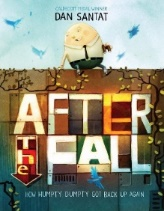 CALDECOTT MEDAL WINNER
DAN SANTAT
AFTER
The
FALL
HOW HUMPTY DUMPTY GOT BACK UP AGAIN